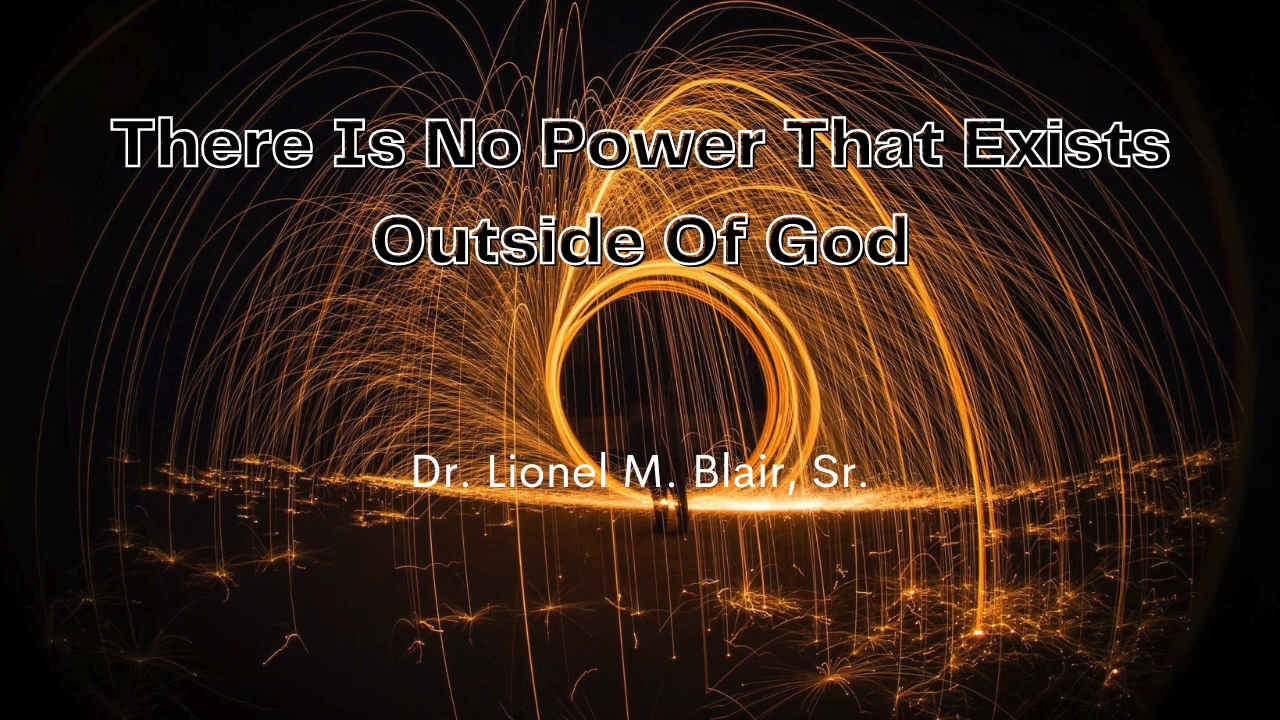 There Is No Power That Exists
Outside Of God
Dr. Lionel M. Blair, Sr.